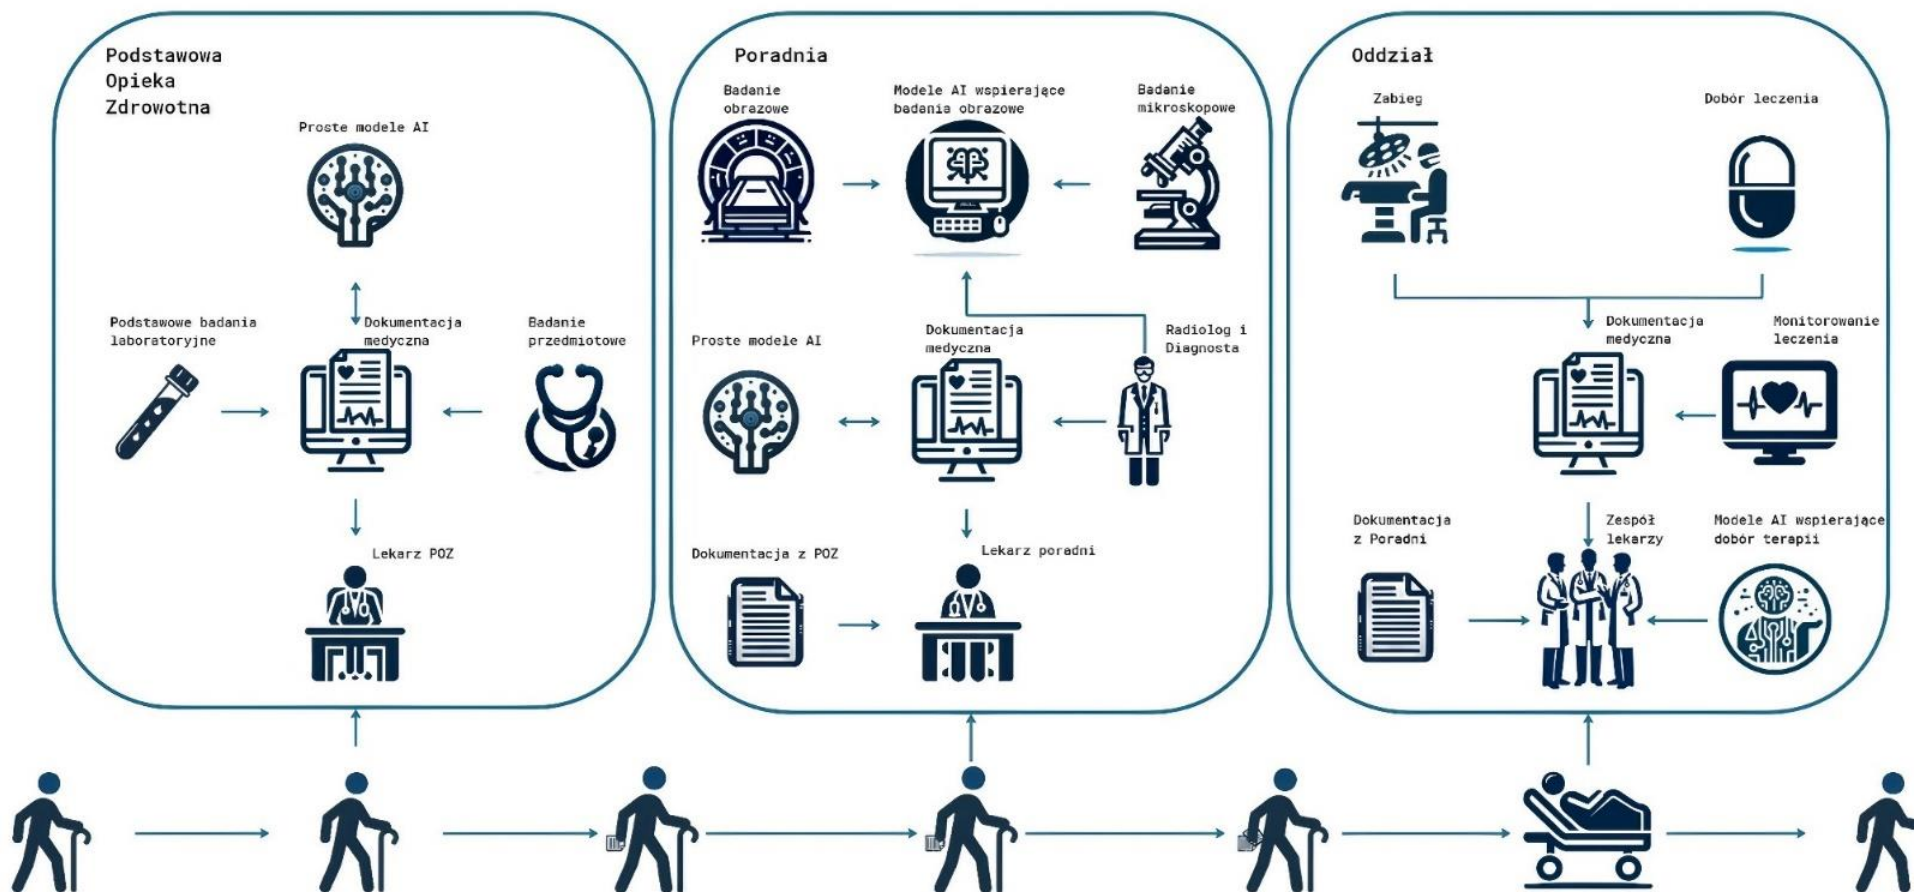 Podstawowa
Opieka
Zdrowotna
Proste modele AI
Podstawowe badania
laboratoryjne
Dokumentacja
medyczna
Badanie
przedmiotowe
Lekarz POZ
Poradnia
Badanie
obrazowe
Modele AI wspierające
badania obrazowe
Badanie
mikroskopowe
Proste modele AI
Dokumentacja
medyczna
Radiolog i
Diagnosta
Dokumentacja z POZ
Lekarz poradni
Oddział
Zabieg
Dobór leczenia
Dokumentacja
medyczna
Monitorowanie
leczenia
Dokumentacja
z Poradni
Zespół
lekarzy
Modele AI wspierające
dobór terapii